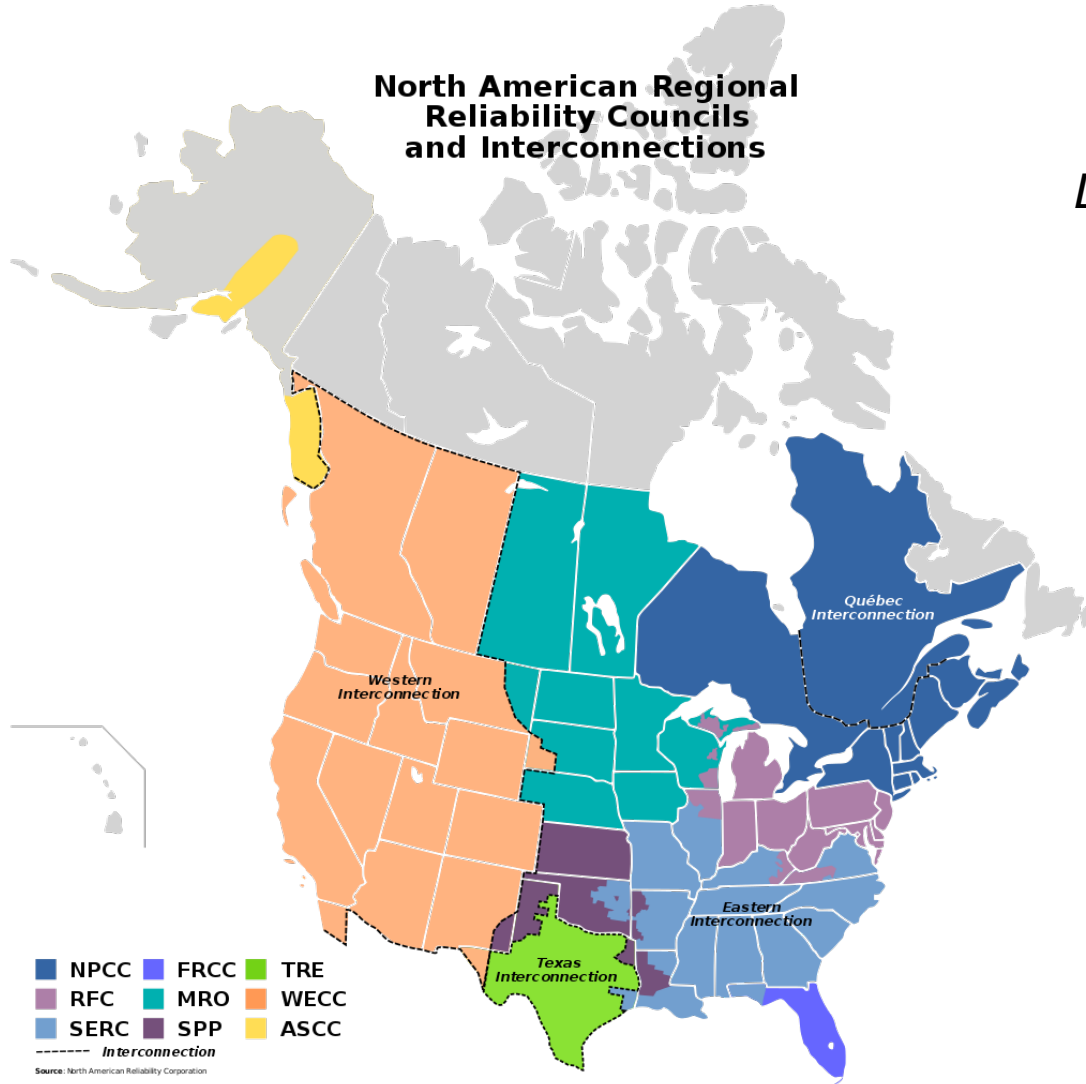 North American Regional
Reliability Councils
and Interconnections
L
Québec
Interconnection
Western
Interconnection
Eastern
Interconnection
Texas
Interconnection
NPCC FRCC TRE
RFC MRO WECC
SERC SPP ASCC
Interconnection
Source: North American Reliability Corporation